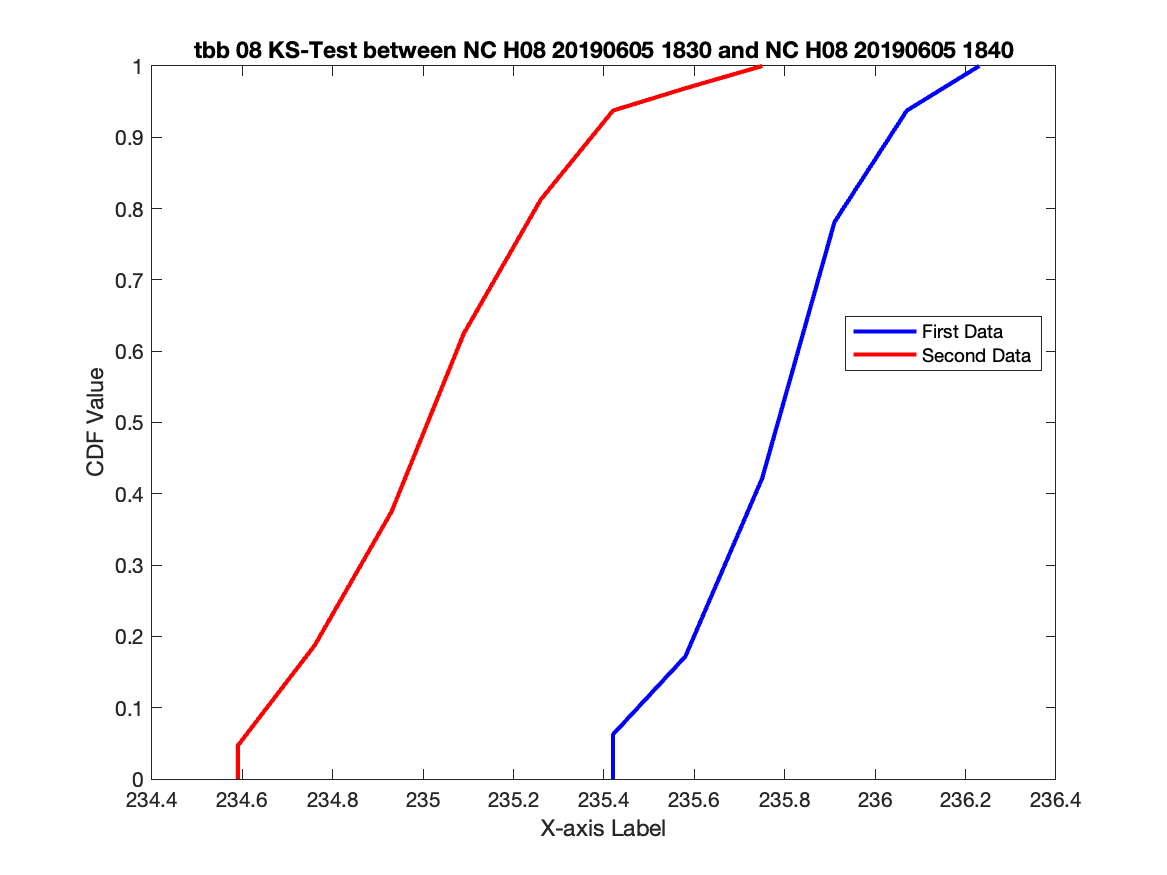 tbb 08 KS-Test between NC H08 20190605 1830 and NC H08 20190605 1840
1
0.9
0.8
0.7
0.6
0.5
0.4
0.3
0.2
0.1
0
CDF Value
First Data
Second Data
234.4 234.6 234.8 235 235.2 235.4 235.6 235.8 236 236.2 236.4
X-axis Label